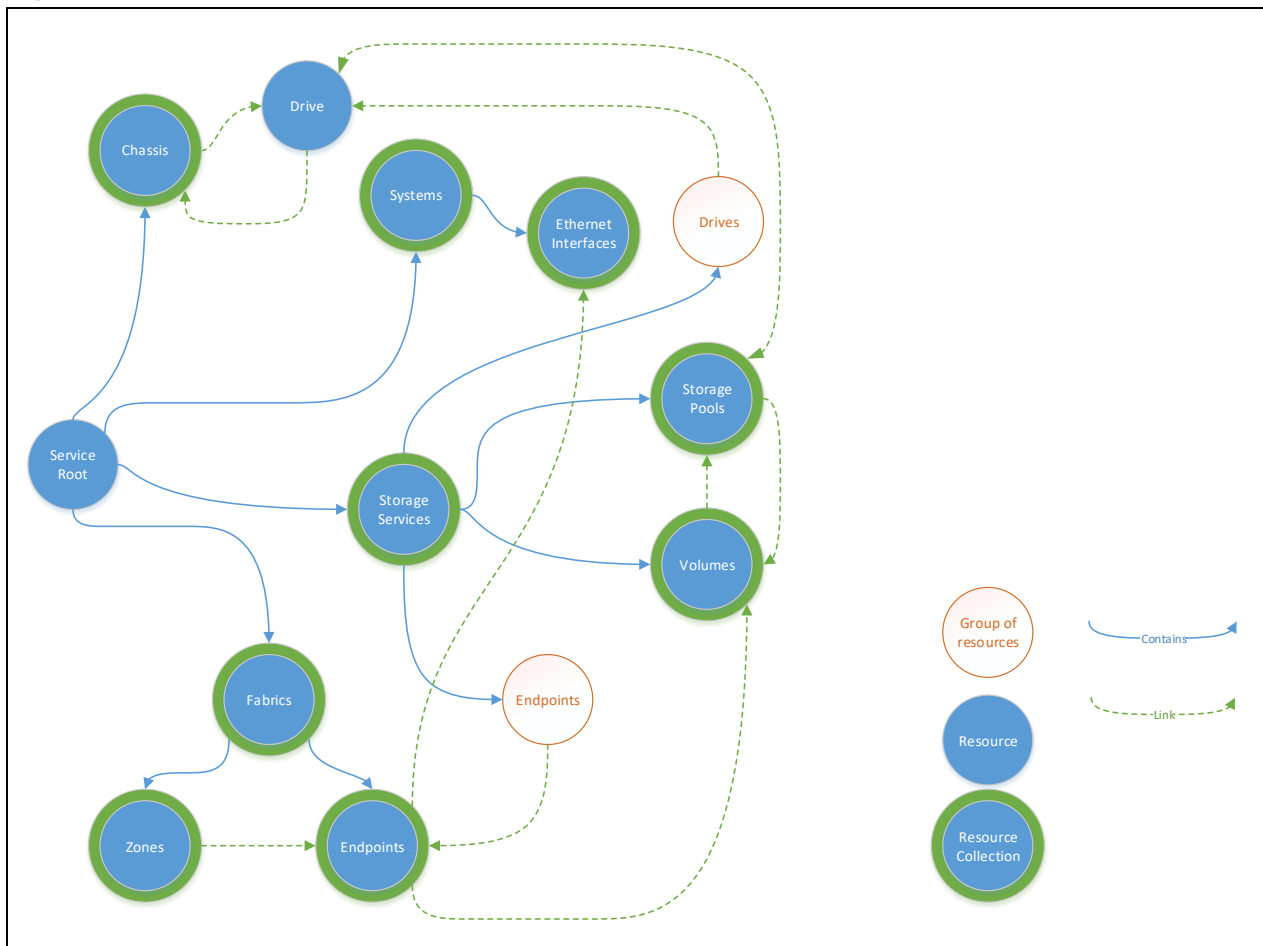 Drive
Chassis
Systems
Ethernet
Interfaces
Drives
Storage
Pools
Service
Root
Storage
Services
Volumes
Group of
resources
Contains
Fabrics
Endpoints
Link
Resource
Zones
Endpoints
Resource
Collection